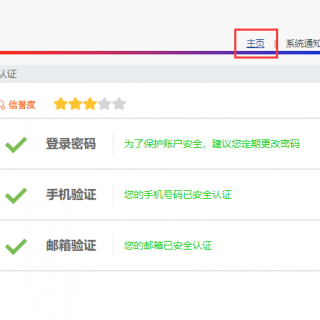 主页 | 系统通知
认证
信誉度
登录密码 为了保护账户安全，建议您定期更改密码
手机验证 您的手机号码已安全认证
邮箱验证 您的邮箱已安全认证